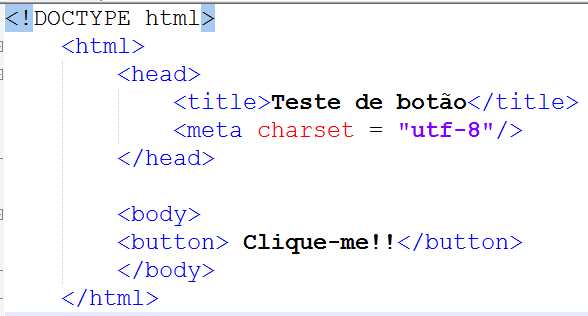 <!DOCTYPE html>
<html>
<head>
<title>Teste de botão</title>
<meta charset = "utf-8"/>
</head>
<body>
<button> Clique-me!!</button>
</body>
</html>